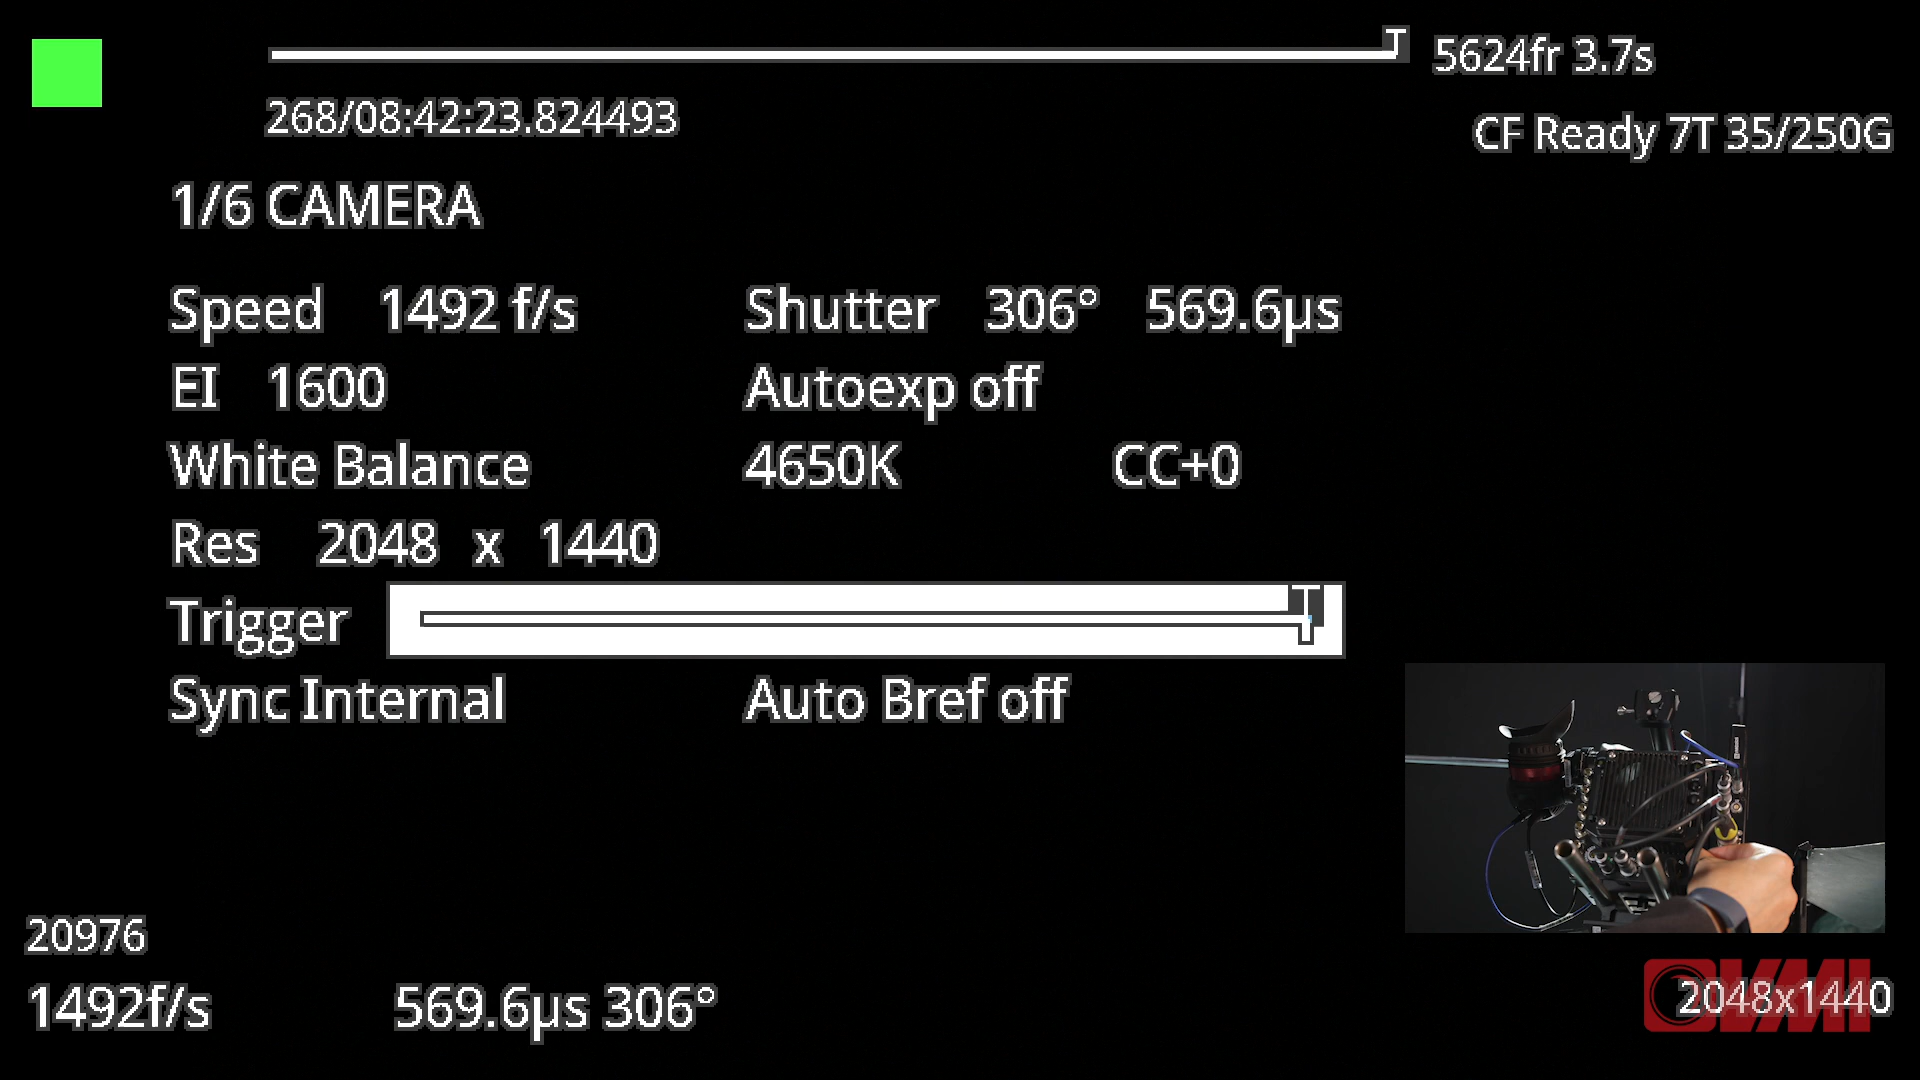 T 5624fr 3.7s
268/08:42:23.824493
CF Ready 7T 35/250G
1/6 CAMERA
Speed 1492 f/s Shutter 306° 569.6µs
EI 1600 Autoexp off
White Balance 4650K CC+0
Res 2048 x 1440
Trigger T
Sync Internal Auto Bref off
20976
1492f/s 569.6µs 306°
VMI
2048x1440